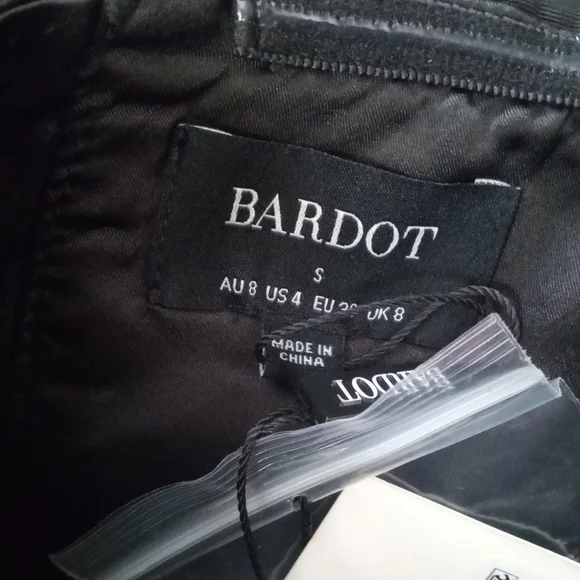 BARDOT
S
AU 8 US 4 EU UK 8
MADE IN
CHINA
BARDOT